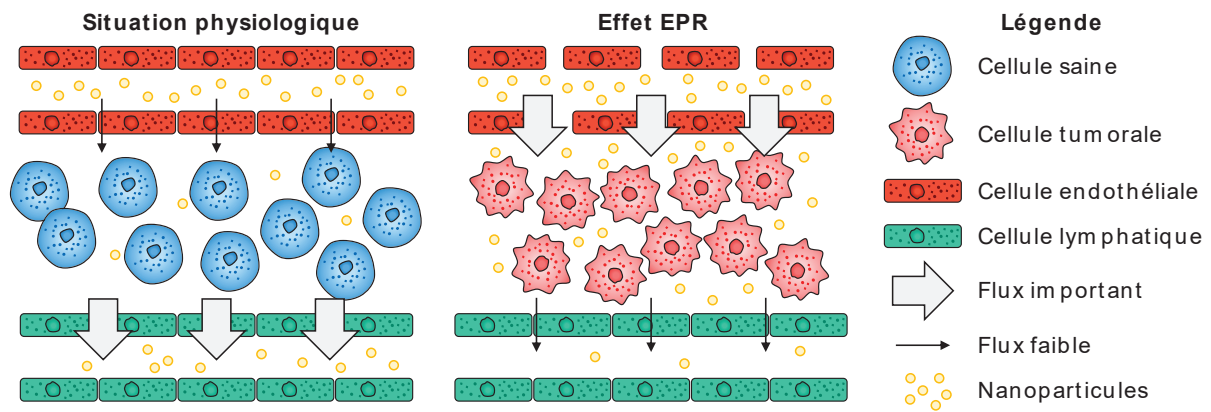 Situation physiologique
Effet EPR
Légende
Cellule saine
Cellule tumorale
Cellule endothéliale
Cellule lymphatique
Flux important
Flux faible
Nanoparticules